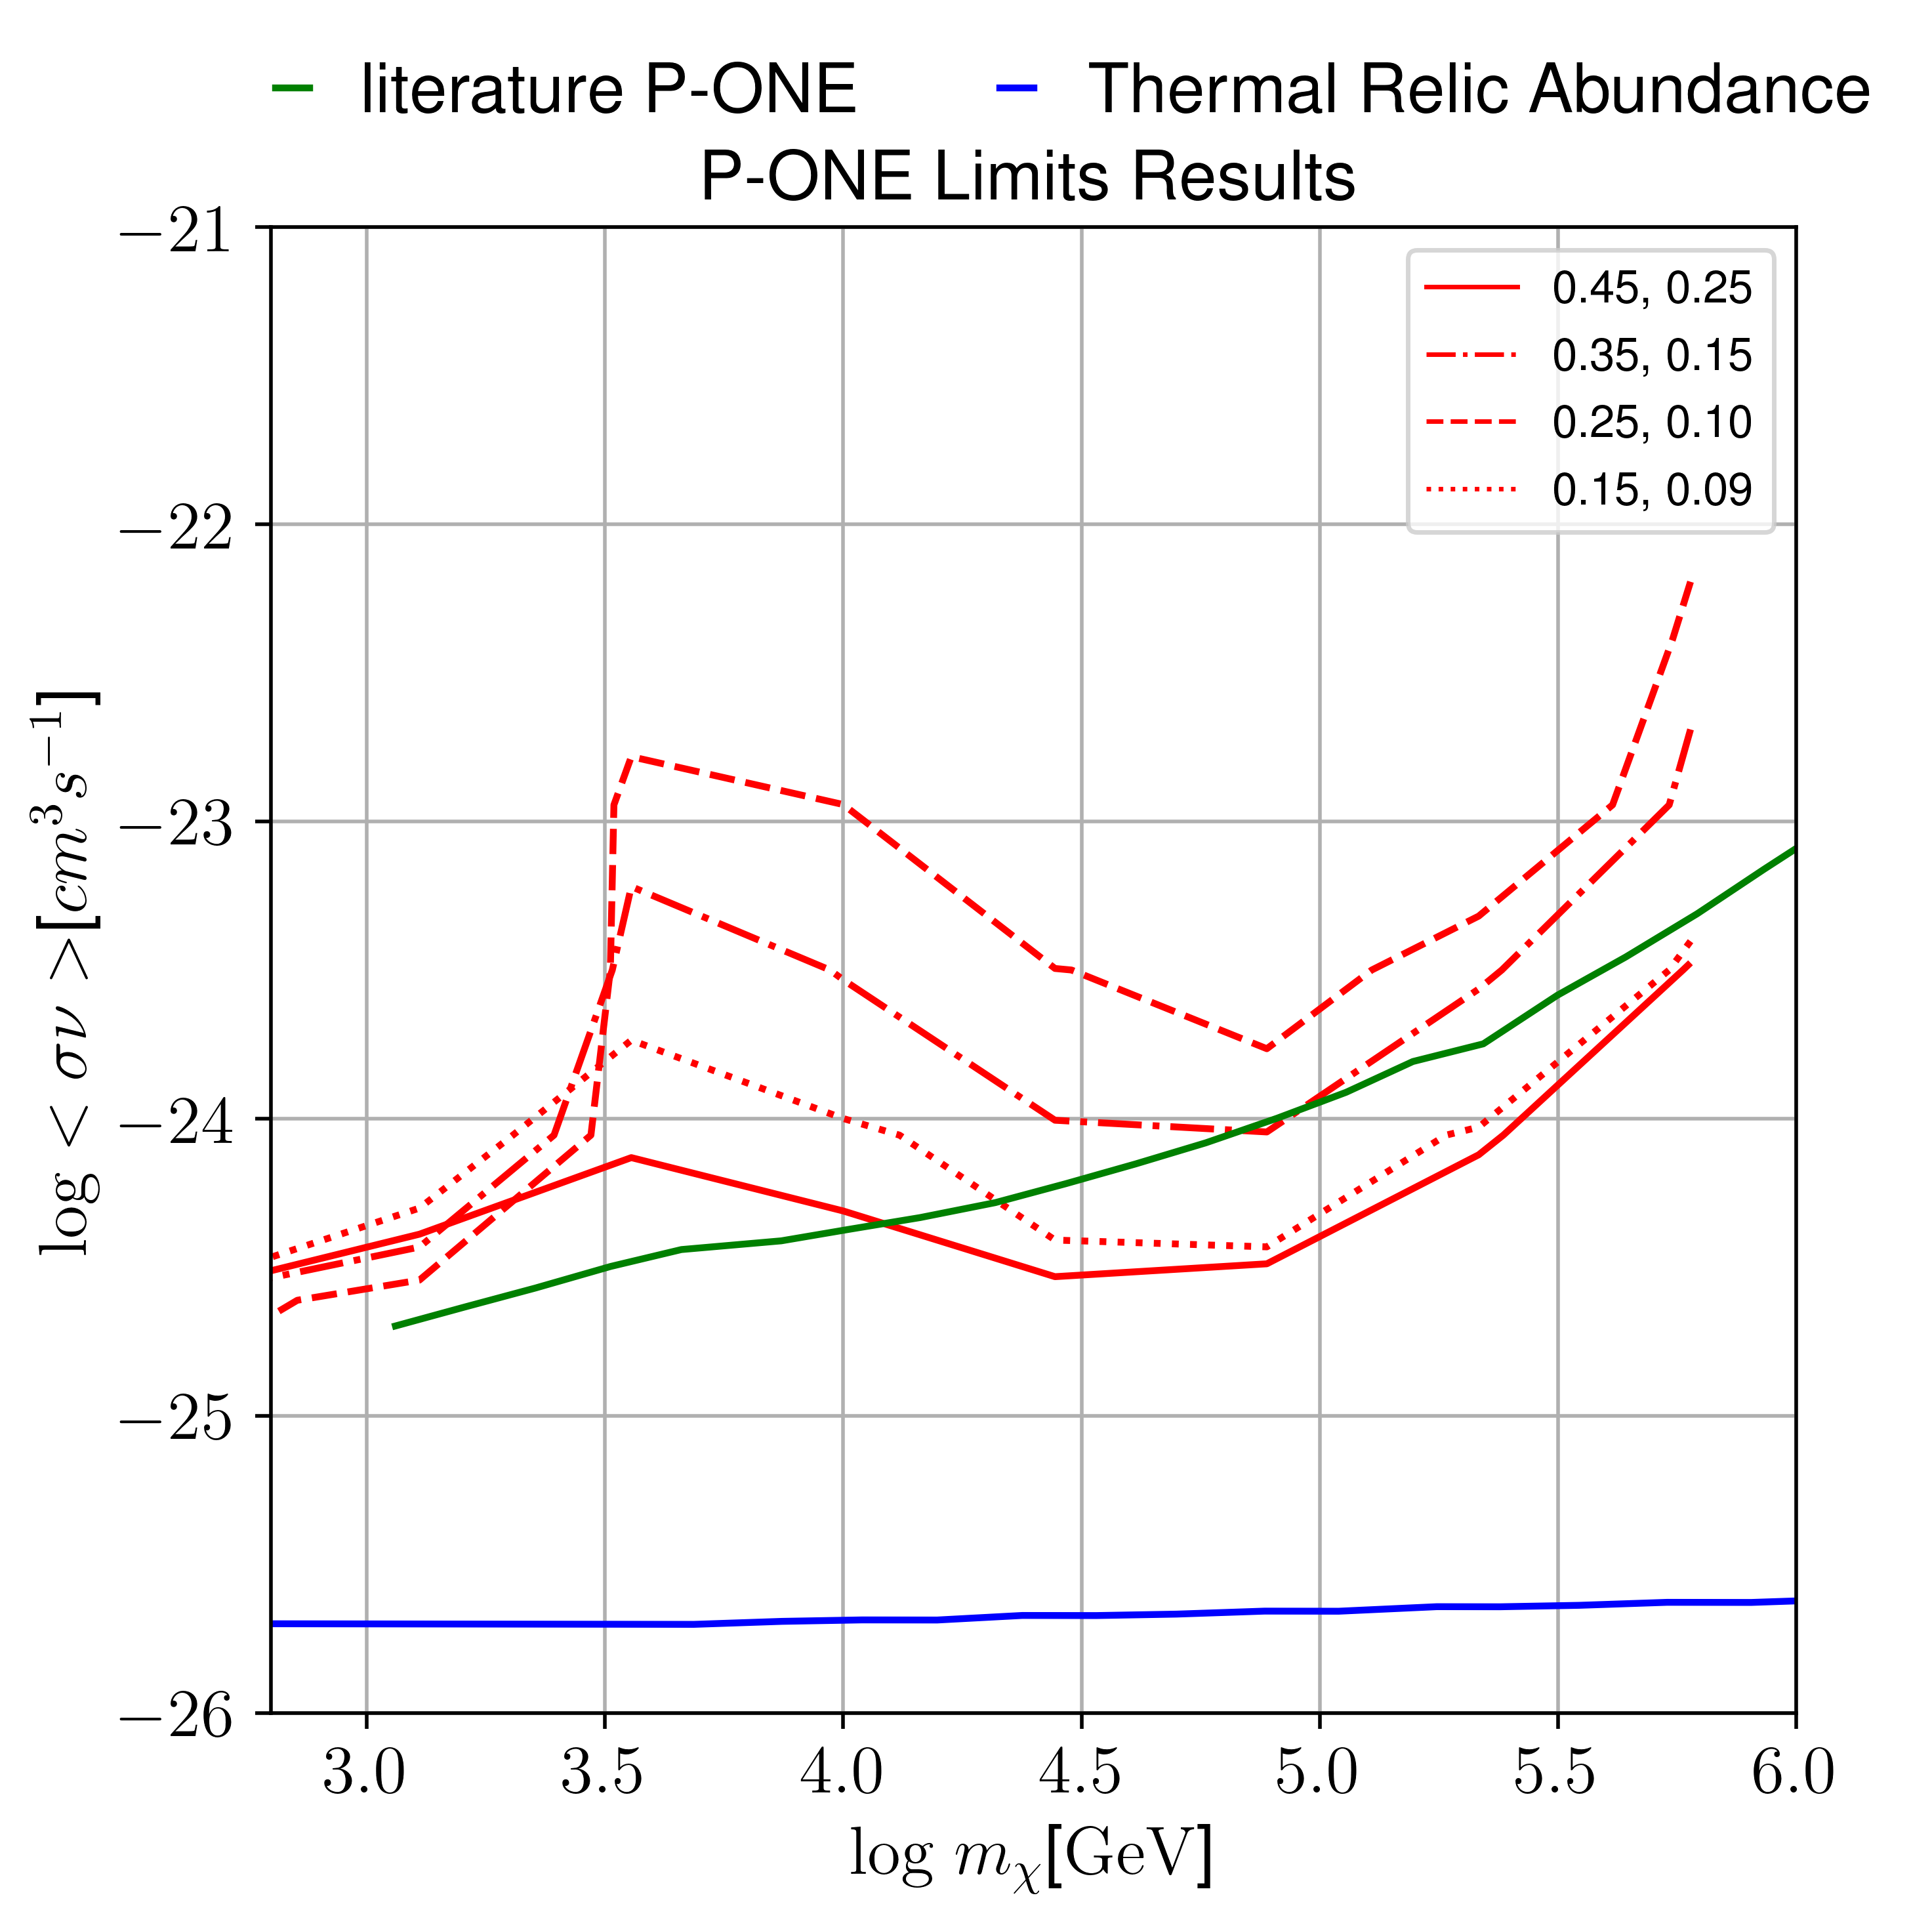 literature P-ONE Thermal Relic Abundance
P-ONE Limits Results
0.45, 0.25
0.35, 0.15
0.25, 0.10
0.15, 0.09
−21
−22
−23
−24
−25
−26
log < σν >[cm³s⁻¹]
3.0 3.5 4.0 4.5 5.0 5.5 6.0
log mᵪ[GeV]